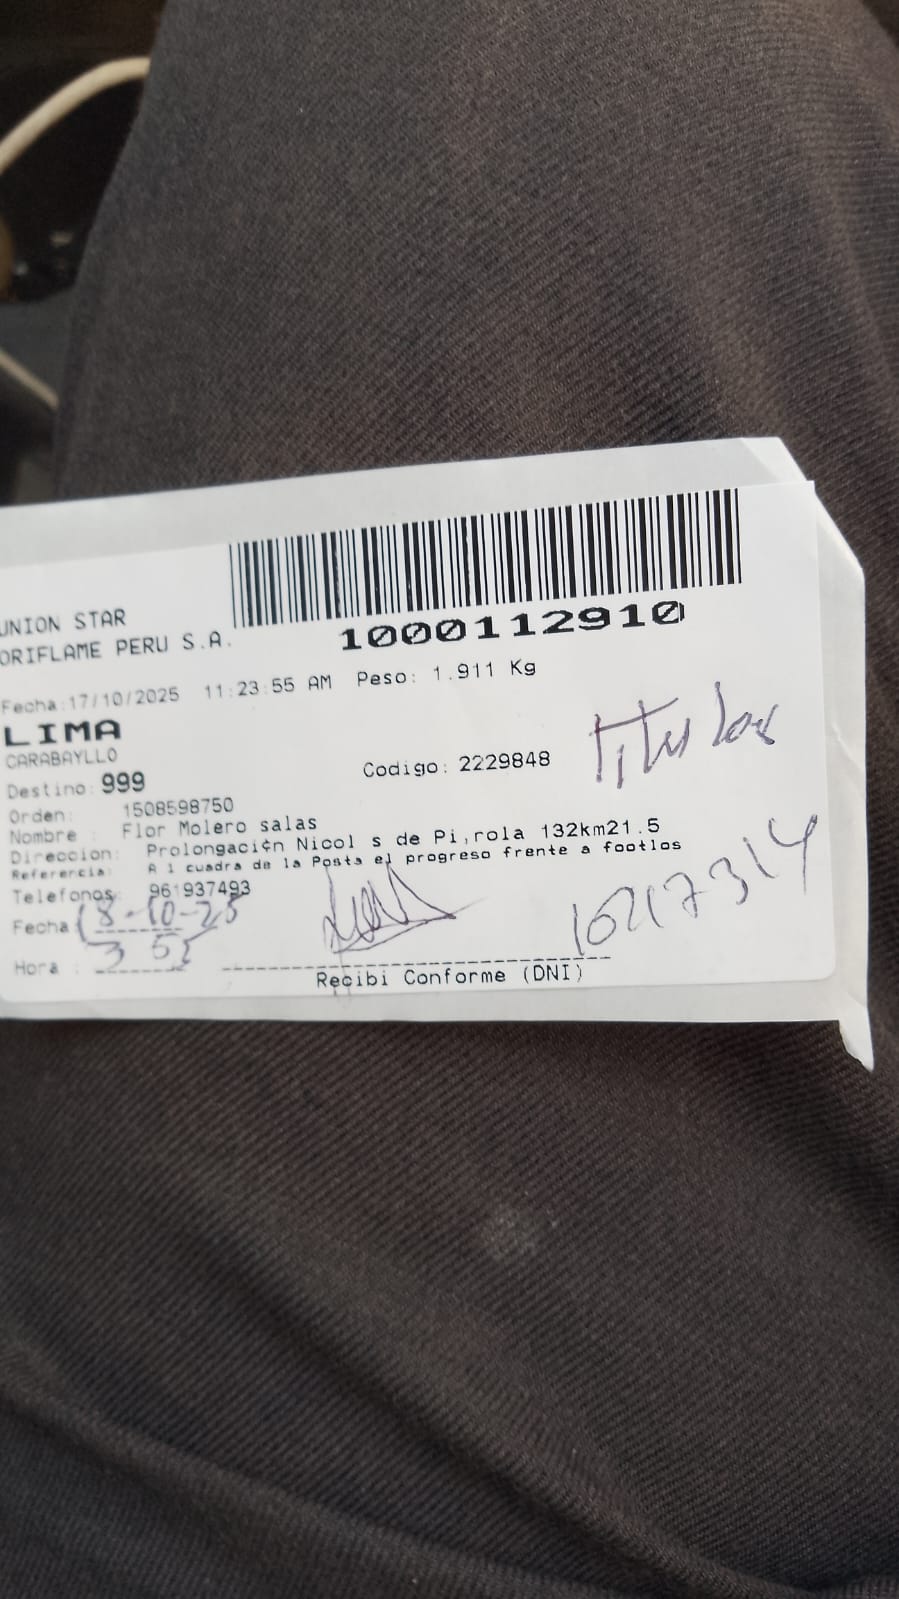 1000112910
UNION STAR
ORIFLAME PERU S.A.
Fecha:17/10/2025 11:23:55 AM Peso: 1.911 Kg
LIMA
CARABAYLLO
Destino: 999 Codigo: 2229848
Titular
Orden: 1508598750
Nombre : Flor Molero salas
Direccion: Prolongaci¢n Nicol s de Pi,rola 132km21.5
Referercia: A 1 cuadra de la Posta el progreso frente a footlos
Telefonos: 961937493
Fecha 18-10-25
Hora : 3 55
Recibi Conforme (DNI)